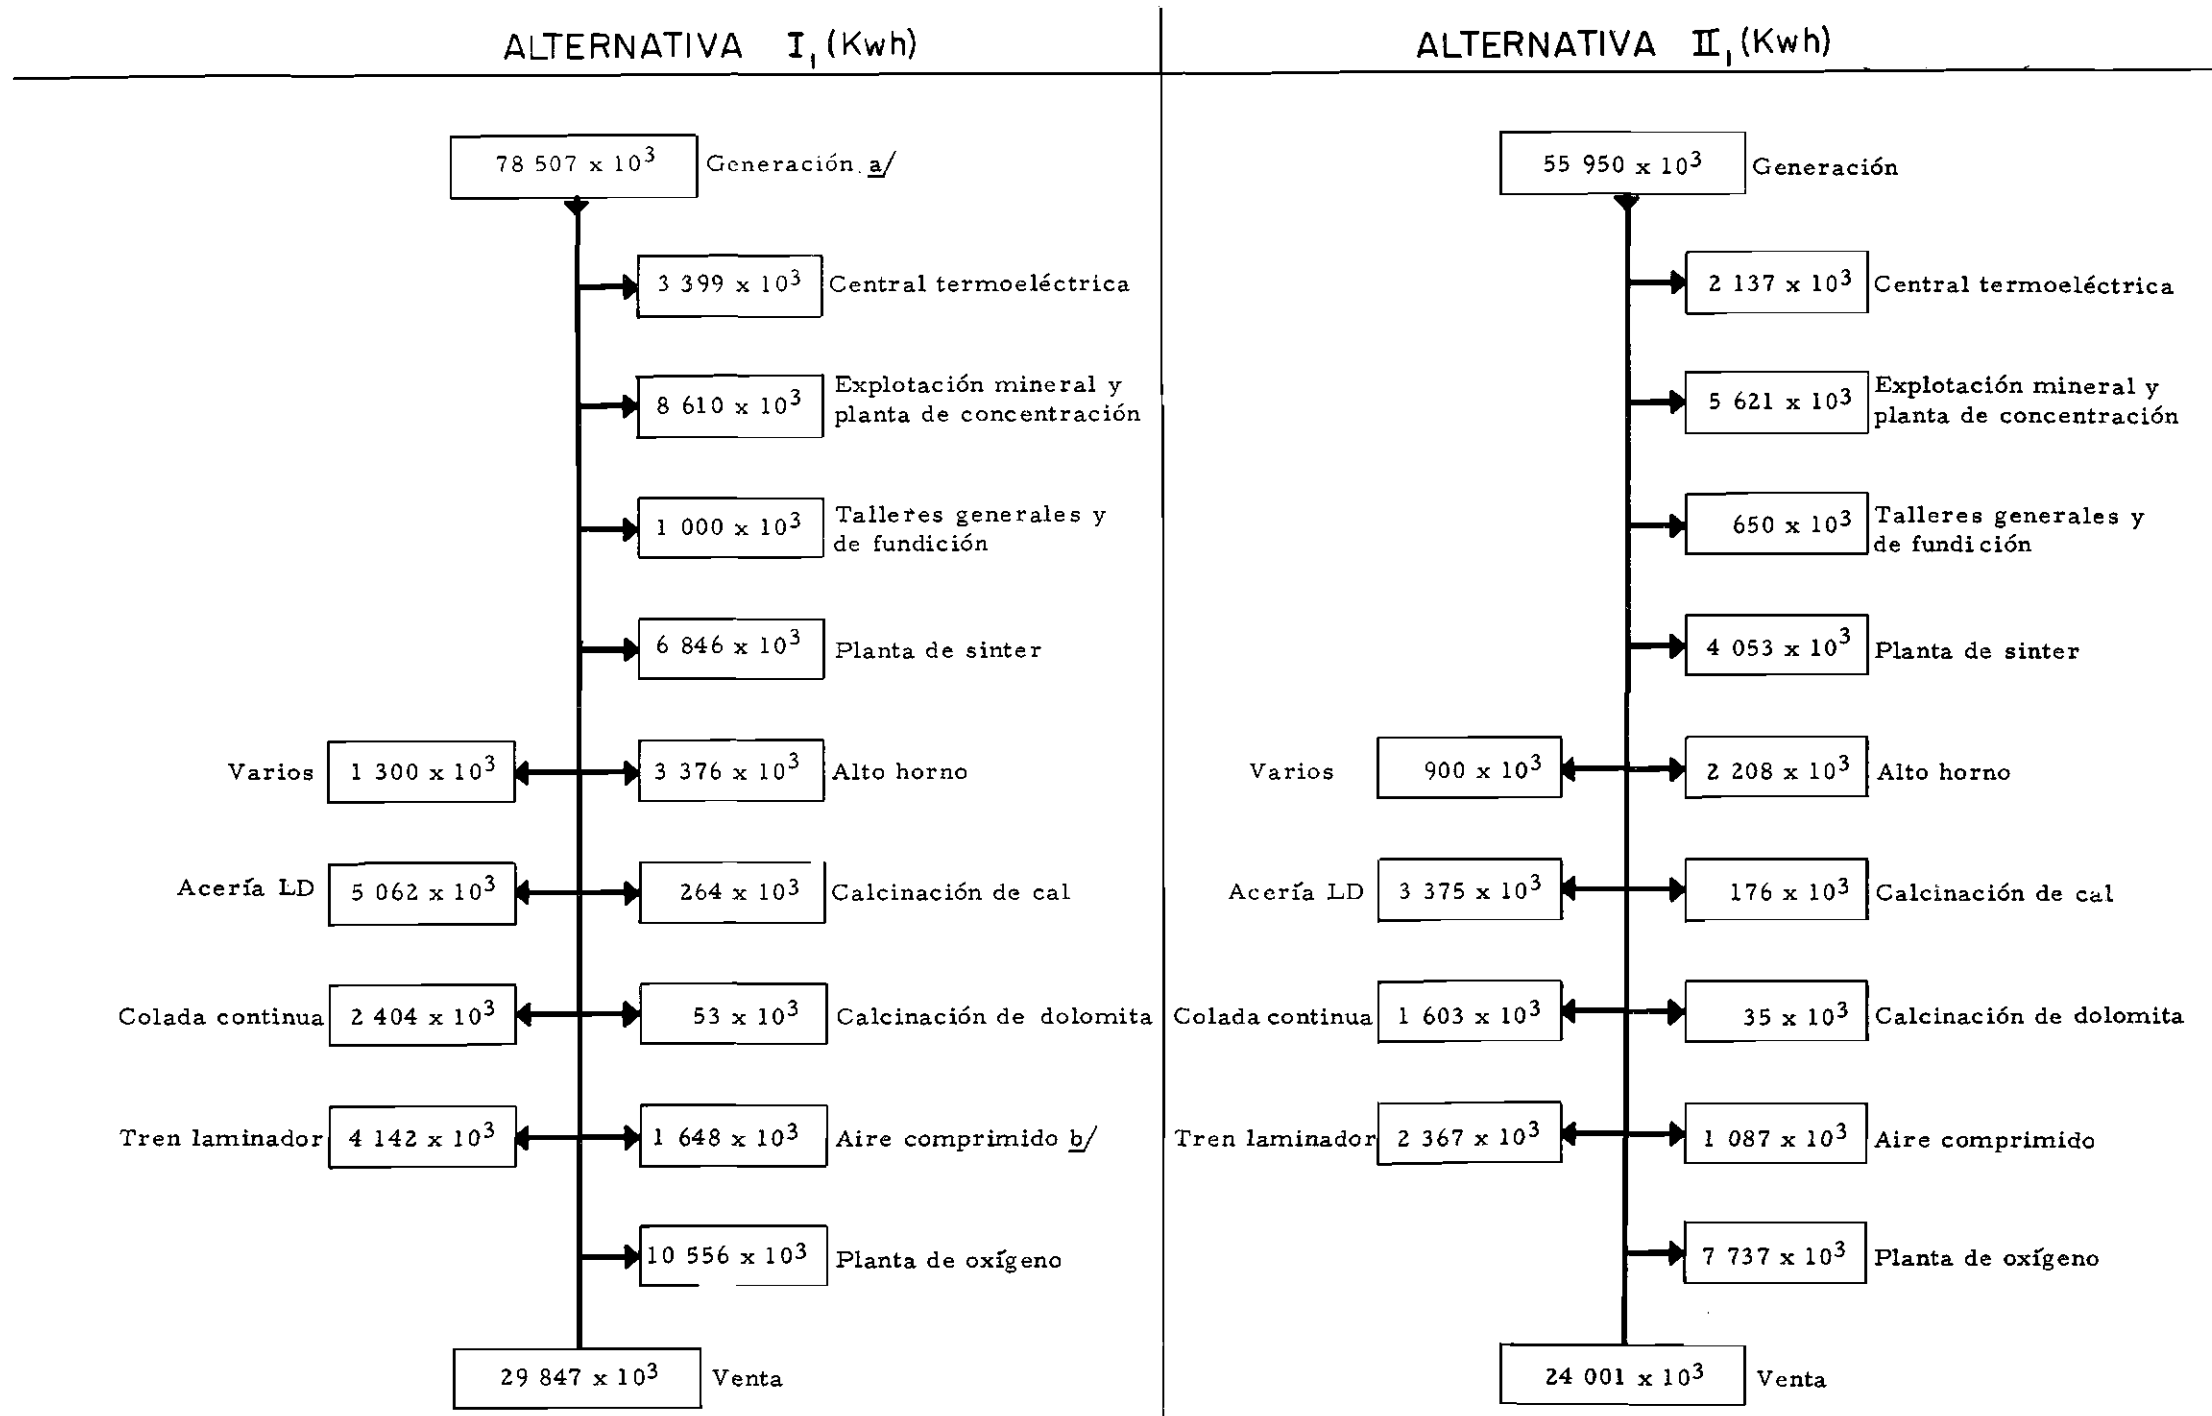 ALTERNATIVA I₁ (Kwh)
78 507 x 10³ Generación a/
3 399 x 10³ Central termoeléctrica
8 610 x 10³ Explotación mineral y
planta de concentración
1 000 x 10³ Talleres generales y
de fundición
6 846 x 10³ Planta de sinter
Varios 1 300 x 10³ 3 376 x 10³ Alto horno
Acería LD 5 062 x 10³ 264 x 10³ Calcinación de cal
Colada continua 2 404 x 10³ 53 x 10³ Calcinación de dolomita
Tren laminador 4 142 x 10³ 1 648 x 10³ Aire comprimido b/
10 556 x 10³ Planta de oxígeno
29 847 x 10³ Venta
ALTERNATIVA II₁ (Kwh)
55 950 x 10³ Generación
2 137 x 10³ Central termoeléctrica
5 621 x 10³ Explotación mineral y
planta de concentración
650 x 10³ Talleres generales y
de fundición
4 053 x 10³ Planta de sinter
Varios 900 x 10³ 2 208 x 10³ Alto horno
Acería LD 3 375 x 10³ 176 x 10³ Calcinación de cal
Colada continua 1 603 x 10³ 35 x 10³ Calcinación de dolomita
Tren laminador 2 367 x 10³ 1 087 x 10³ Aire comprimido
7 737 x 10³ Planta de oxígeno
24 001 x 10³ Venta